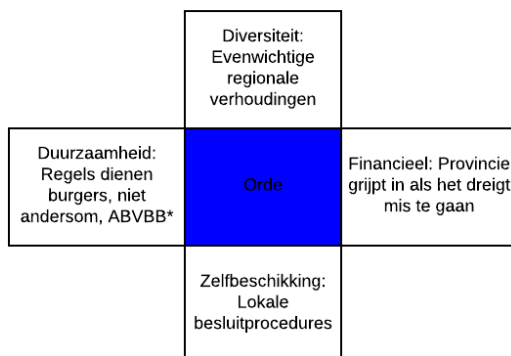 Diversiteit:
Evenwichtige
regionale
verhoudingen
Duurzaamheid:
Regels dienen
burgers, niet
andersom, ABVBB*
Orde
Financieel: Provincie
grijpt in als het dreigt
mis te gaan
Zelfbeschikking:
Lokale
besluitprocedures